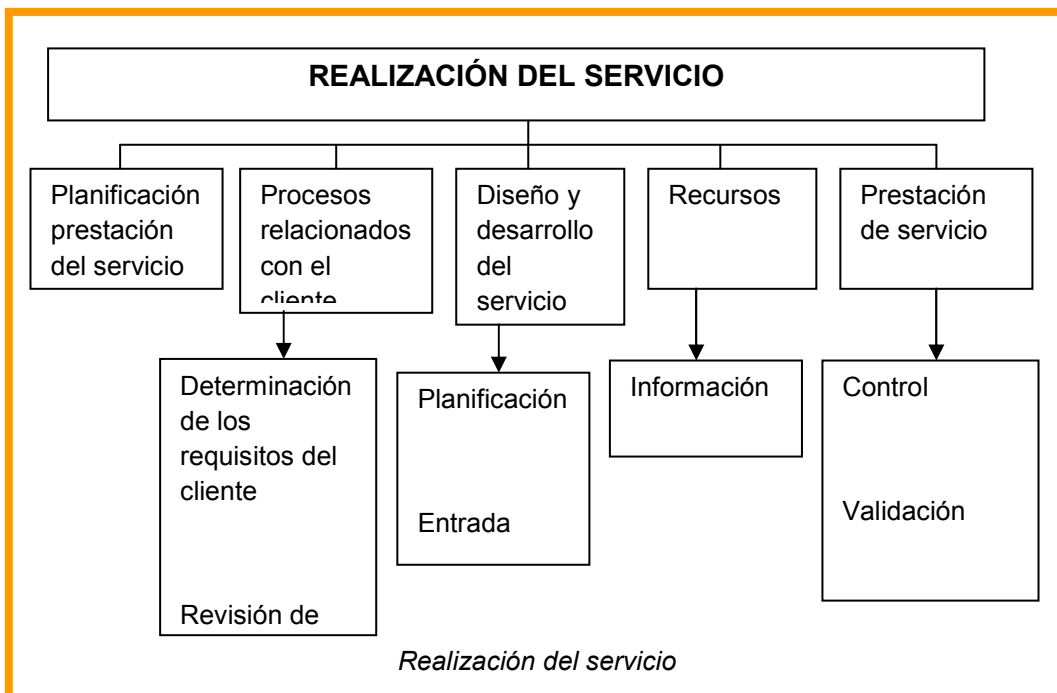 REALIZACIÓN DEL SERVICIO
Planificación
prestación
del servicio
Procesos
relacionados
con el
cliente
Diseño y
desarrollo
del
servicio
Recursos
Prestación
de servicio
Determinación
de los
requisitos del
cliente
Revisión de
Planificación
Entrada
Información
Control
Validación
Realización del servicio